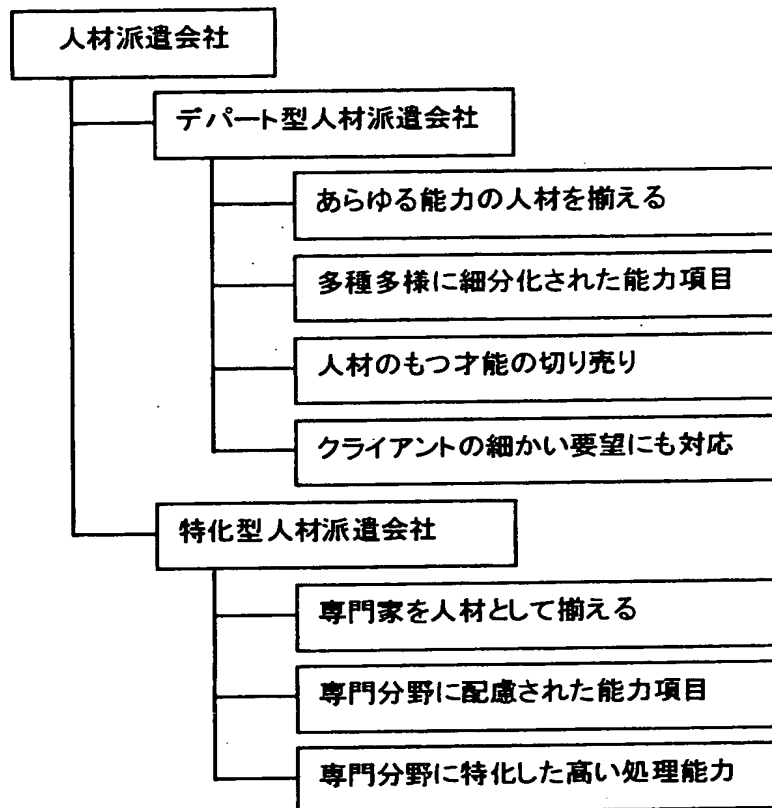 人材派遣会社
デパート型人材派遣会社
あらゆる能力の人材を揃える
多種多様に細分化された能力項目
人材のもつ才能の切り売り
クライアントの細かい要望にも対応
特化型人材派遣会社
専門家を人材として揃える
専門分野に配慮された能力項目
専門分野に特化した高い処理能力